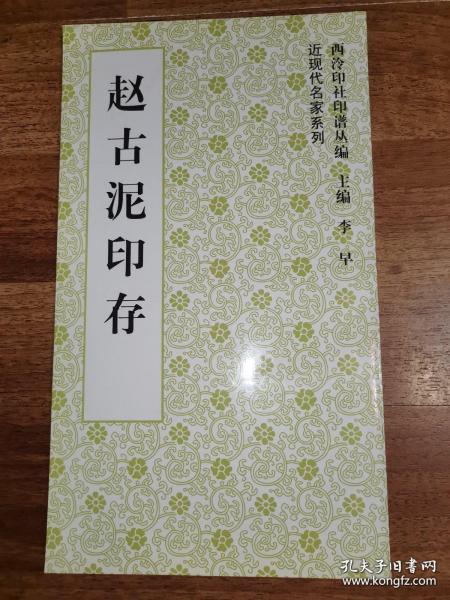 西泠印社印谱丛编 主编 李早
近现代名家系列
赵古泥印存
孔夫子旧书网
www.kongfz.com